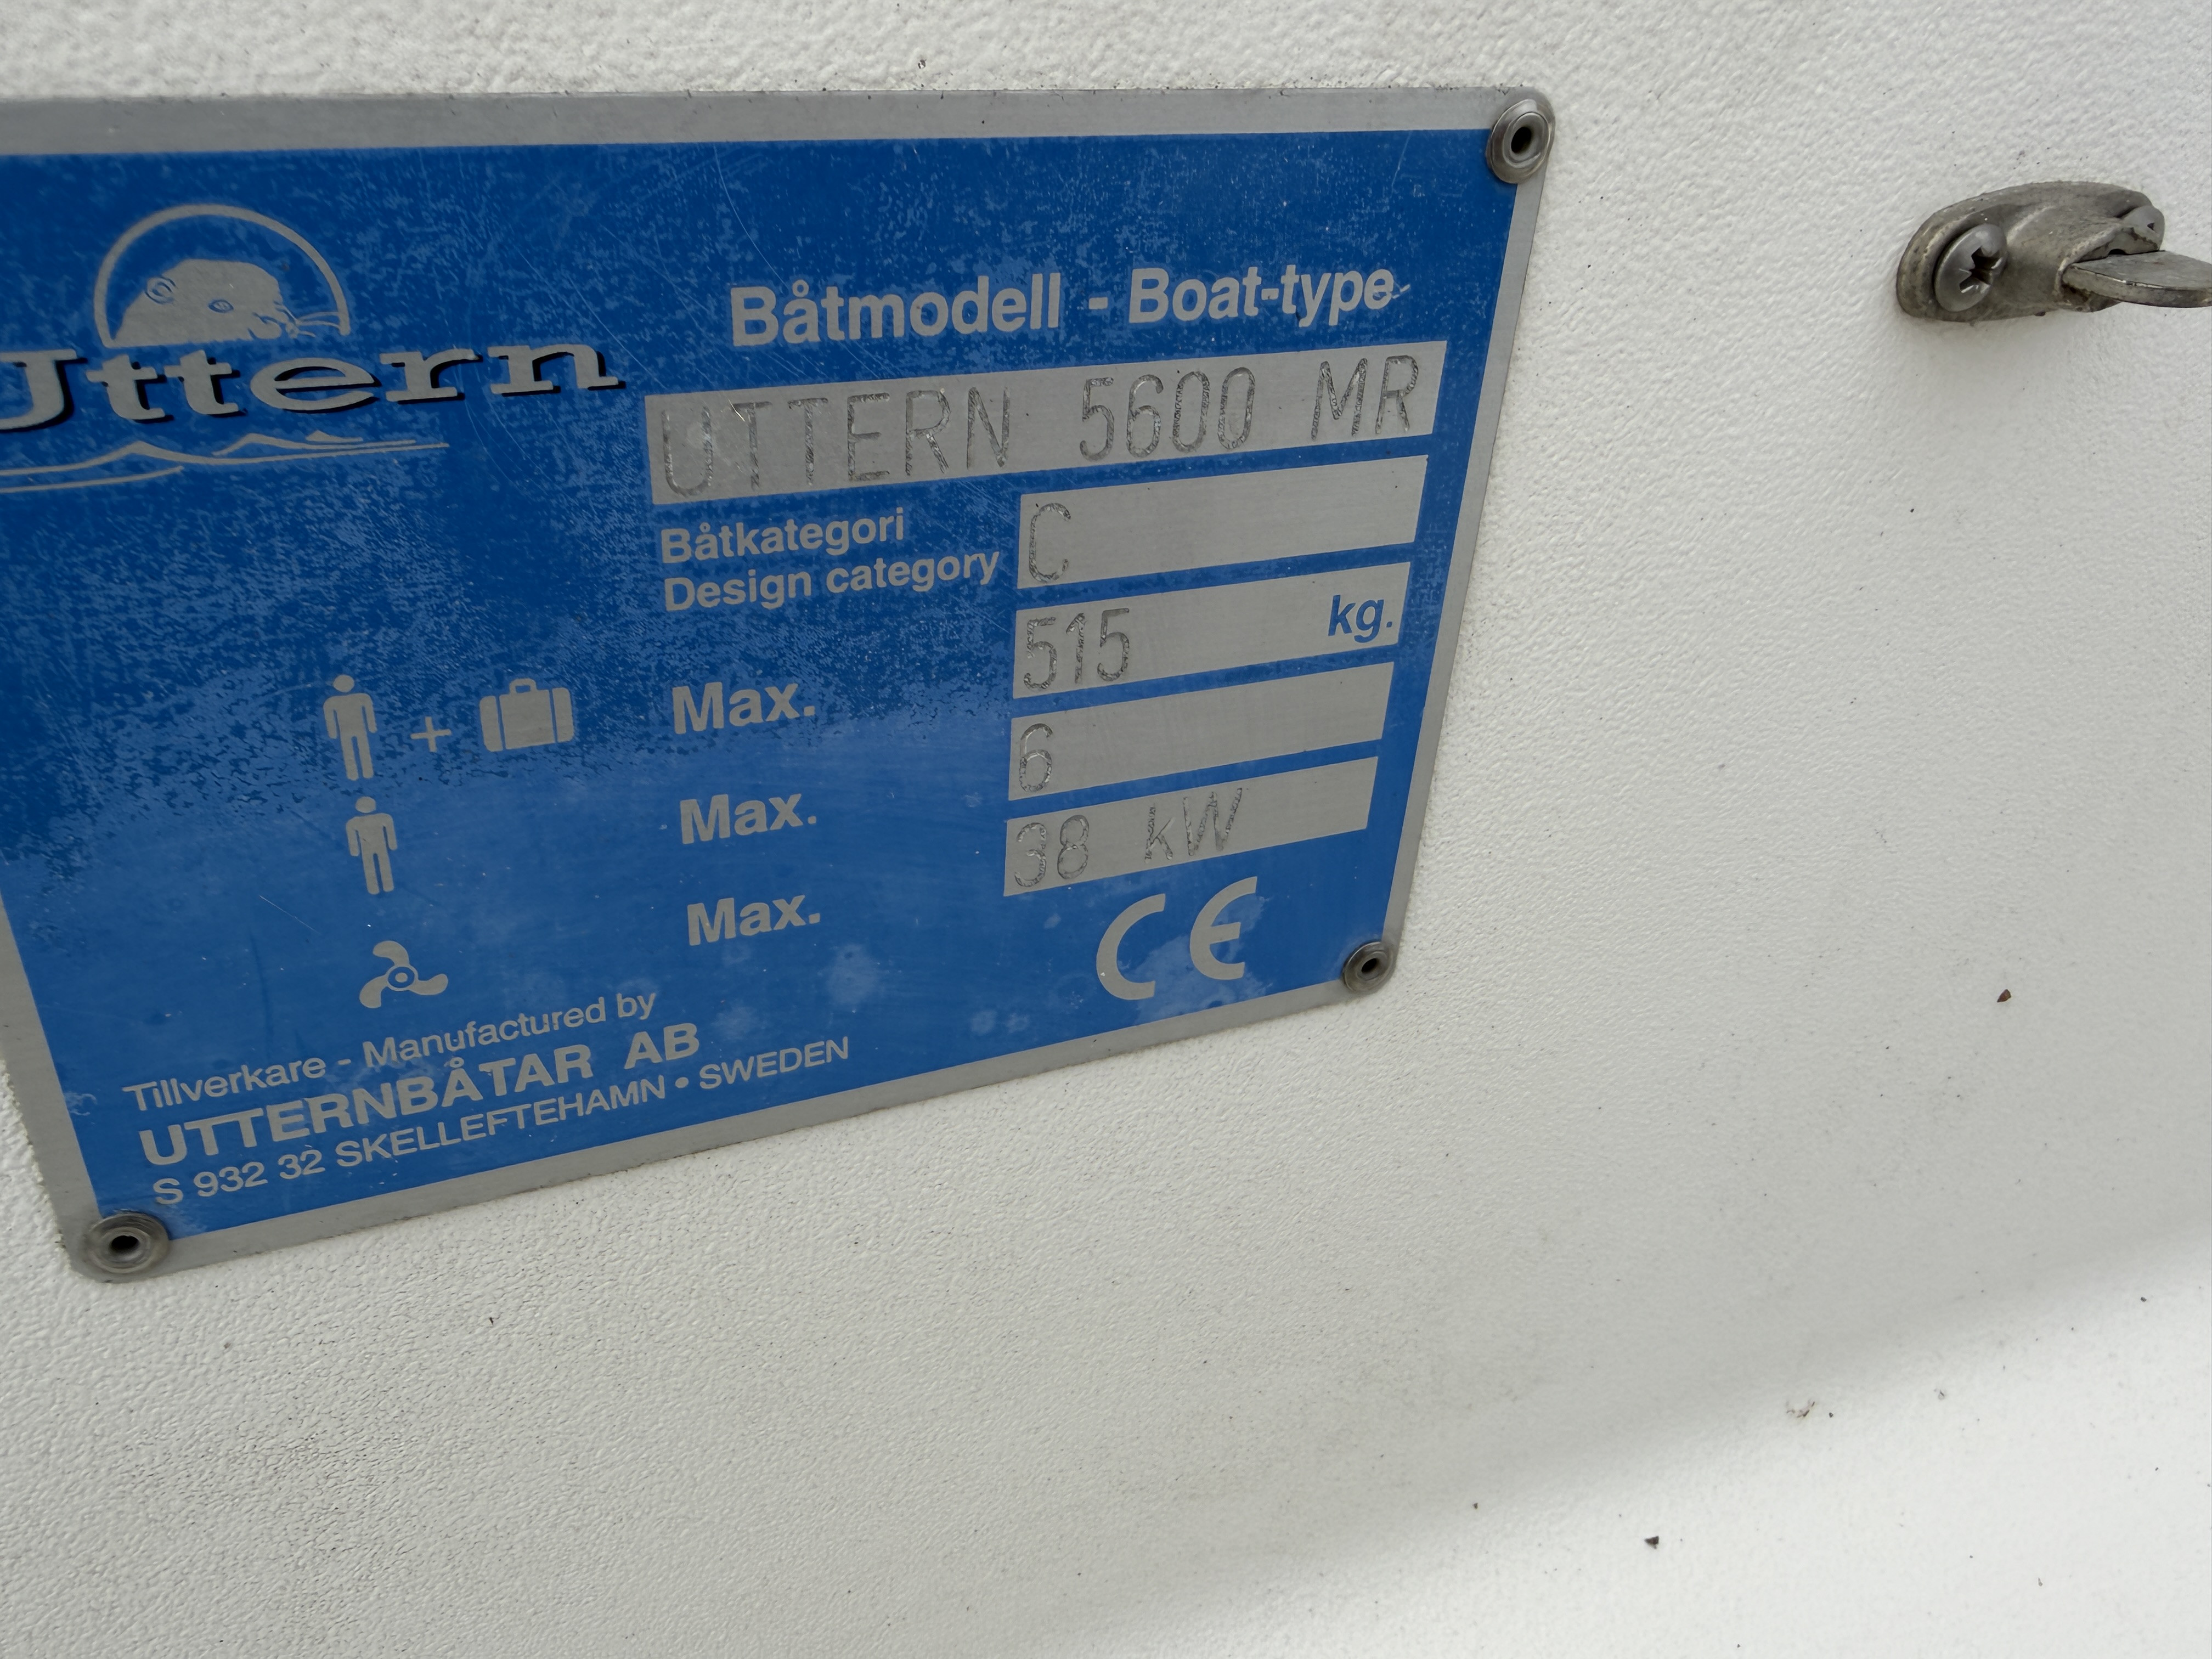 Uttern
Båtmodell - Boat-type
UTTERN 5600 MR
Båtkategori
Design category
C
Max.
515 kg.
Max.
6
Max.
38 kW
CE
Tillverkare - Manufactured by
UTTERNBÅTAR AB
S 932 32 SKELLEFTEHAMN • SWEDEN